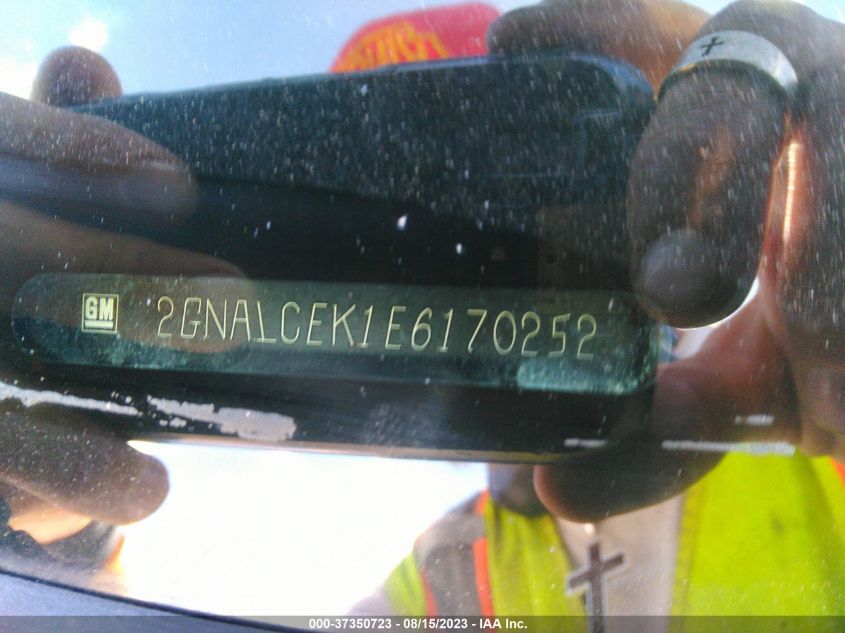 GM 2GNALCEK1E6170252
000-37350723 - 08/15/2023 - IAA Inc.